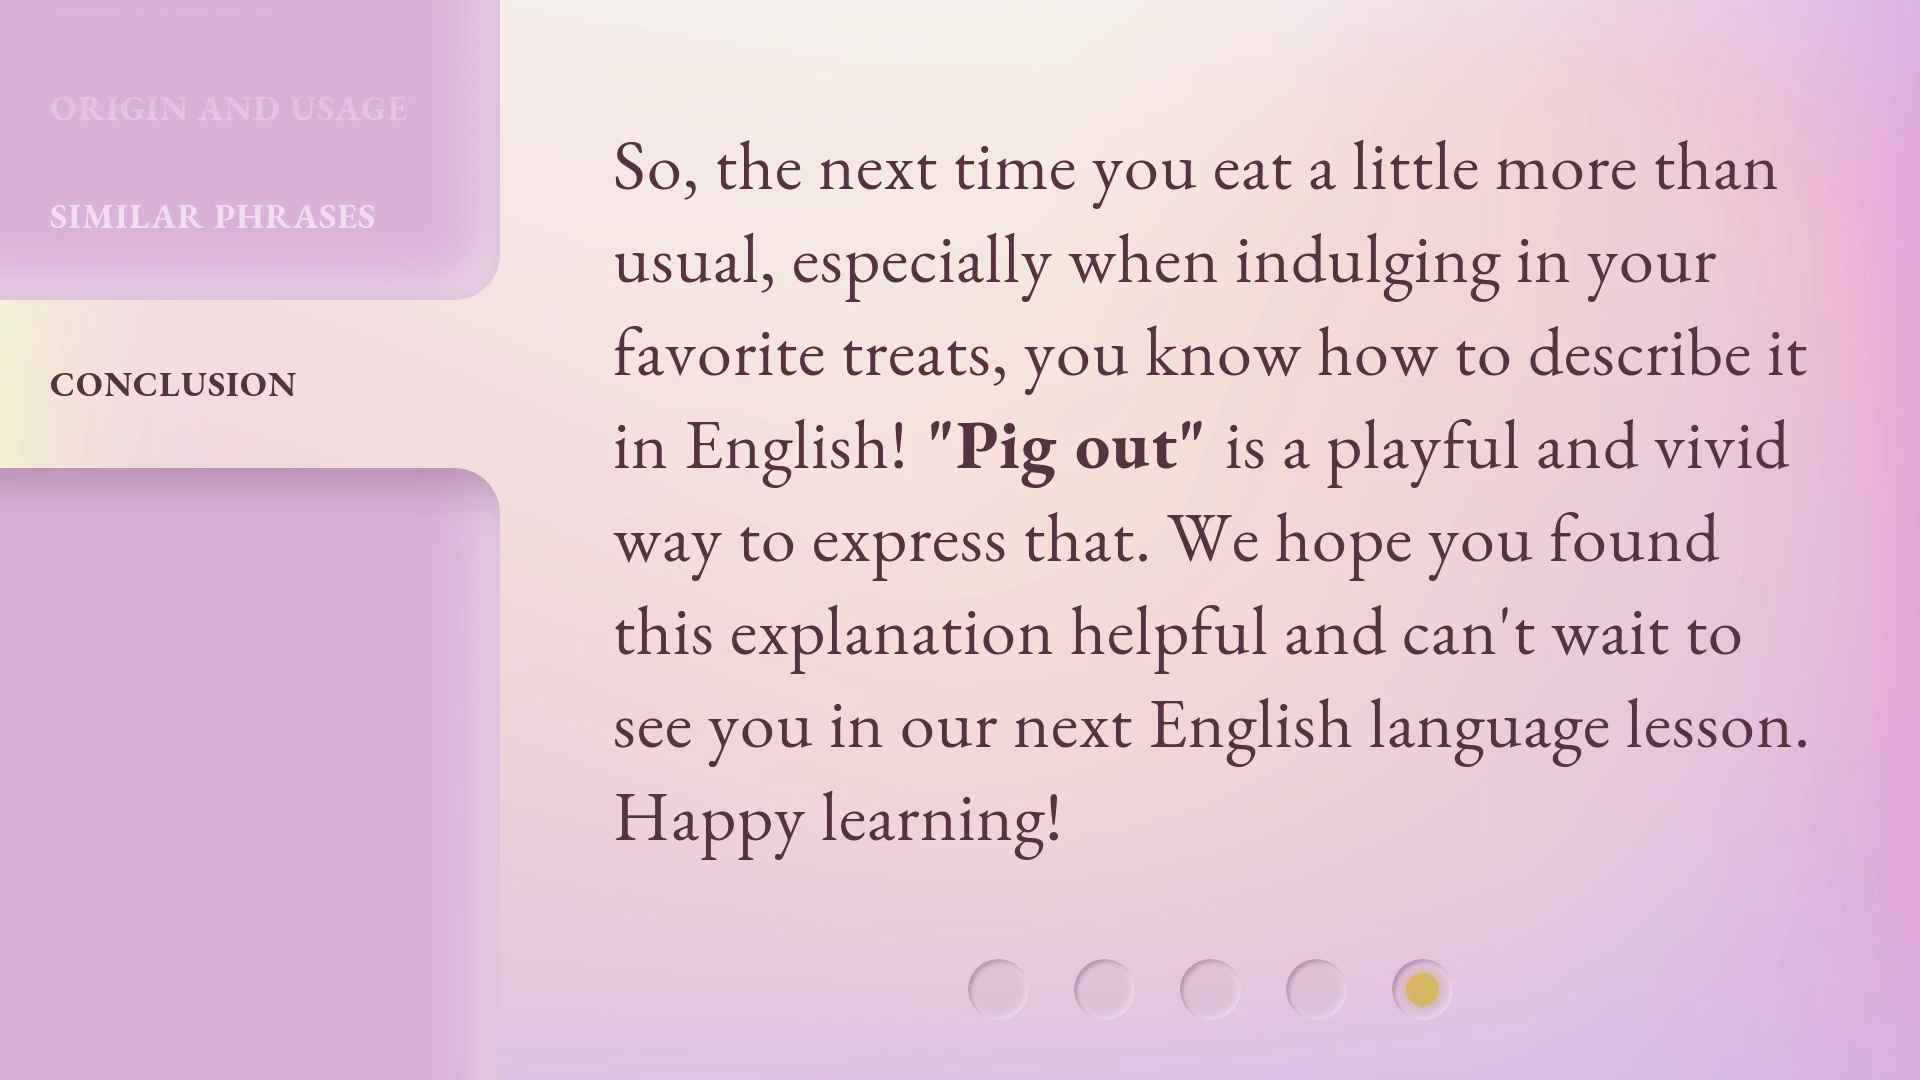 ORIGIN AND USAGE
SIMILAR PHRASES
CONCLUSION
So, the next time you eat a little more than
usual, especially when indulging in your
favorite treats, you know how to describe it
in English! "Pig out" is a playful and vivid
way to express that. We hope you found
this explanation helpful and can't wait to
see you in our next English language lesson.
Happy learning!